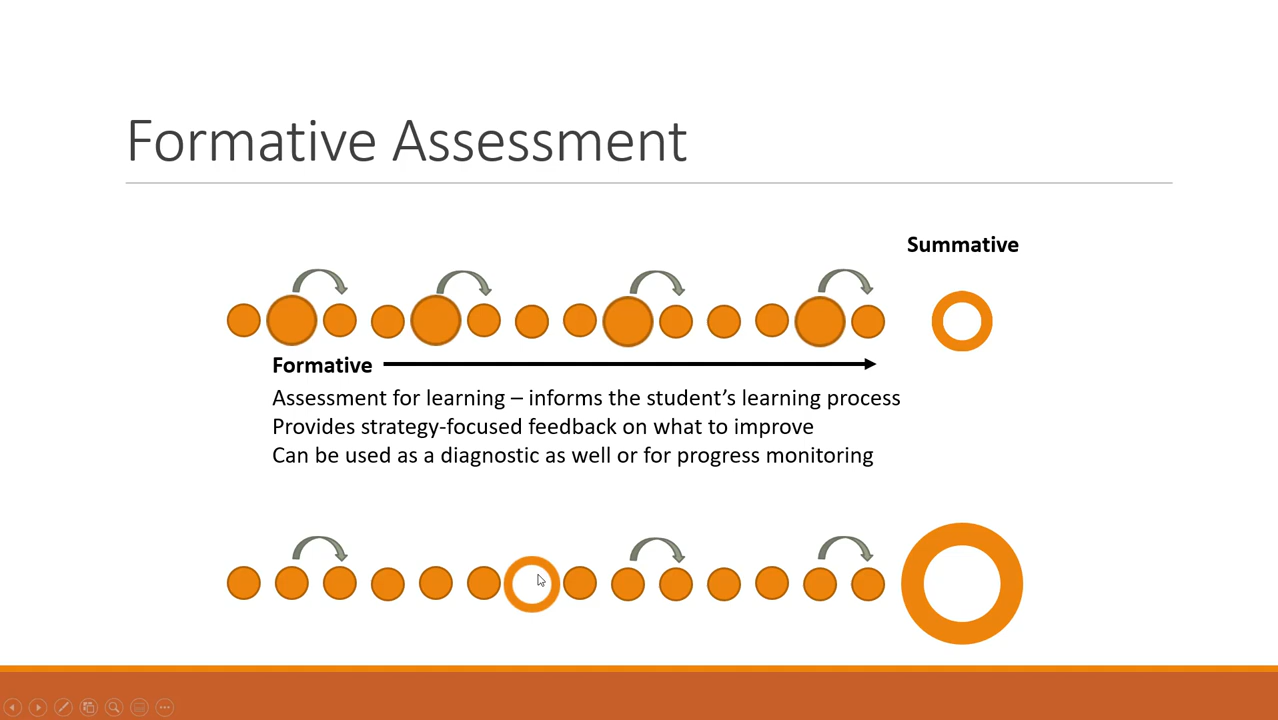 Formative Assessment
Summative
Formative
Assessment for learning – informs the student’s learning process
Provides strategy-focused feedback on what to improve
Can be used as a diagnostic as well or for progress monitoring